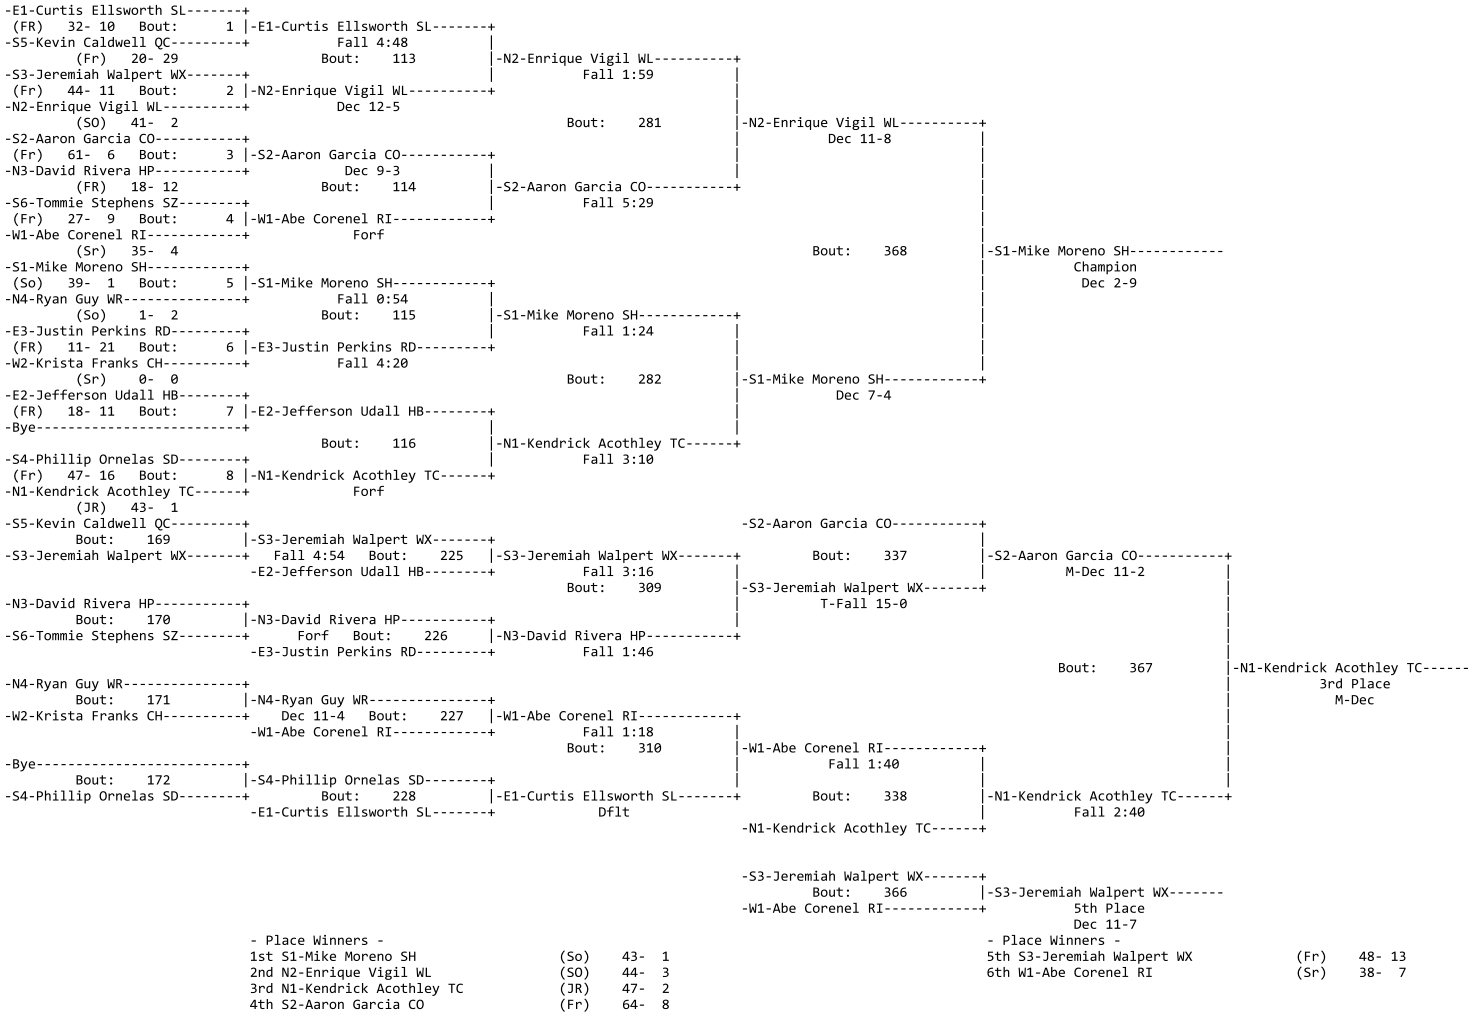 -E1-Curtis Ellsworth SL-------+
(FR) 32- 10 Bout: 1 |-E1-Curtis Ellsworth SL-------+
-S5-Kevin Caldwell QC---------+ Fall 4:48 |
(Fr) 20- 29 Bout: 113 |-N2-Enrique Vigil WL----------+
-S3-Jeremiah Walpert WX-------+ | Fall 1:59 |
(Fr) 44- 11 Bout: 2 |-N2-Enrique Vigil WL----------+ |
-N2-Enrique Vigil WL----------+ Dec 12-5 |
(SO) 41- 2 Bout: 281 |-N2-Enrique Vigil WL----------+
-S2-Aaron Garcia CO-----------+ | Dec 11-8 |
(Fr) 61- 6 Bout: 3 |-S2-Aaron Garcia CO-----------+ | |
-N3-David Rivera HP-----------+ Dec 9-3 | | |
(FR) 18- 12 Bout: 114 |-S2-Aaron Garcia CO-----------+ |
-S6-Tommie Stephens SZ--------+ | Fall 5:29 |
(Fr) 27- 9 Bout: 4 |-W1-Abe Corenel RI------------+ |
-W1-Abe Corenel RI------------+ Forf |
(Sr) 35- 4 Bout: 368 |-S1-Mike Moreno SH------------
-S1-Mike Moreno SH------------+ | Champion
(So) 39- 1 Bout: 5 |-S1-Mike Moreno SH------------+ | Dec 2-9
-N4-Ryan Guy WR---------------+ Fall 0:54 | |
(So) 1- 2 Bout: 115 |-S1-Mike Moreno SH------------+ |
-E3-Justin Perkins RD---------+ | Fall 1:24 | |
(FR) 11- 21 Bout: 6 |-E3-Justin Perkins RD---------+ | |
-W2-Krista Franks CH----------+ Fall 4:20 | |
(Sr) 0- 0 Bout: 282 |-S1-Mike Moreno SH------------+
-E2-Jefferson Udall HB--------+ | Dec 7-4
(FR) 18- 11 Bout: 7 |-E2-Jefferson Udall HB--------+ |
-Bye--------------------------+ | |
Bout: 116 |-N1-Kendrick Acothley TC------+
-S4-Phillip Ornelas SD--------+ | Fall 3:10
(Fr) 47- 16 Bout: 8 |-N1-Kendrick Acothley TC------+
-N1-Kendrick Acothley TC------+ Forf
(JR) 43- 1
-S5-Kevin Caldwell QC---------+ -S2-Aaron Garcia CO-----------+
Bout: 169 |-S3-Jeremiah Walpert WX-------+ |
-S3-Jeremiah Walpert WX-------+ Fall 4:54 Bout: 225 |-S3-Jeremiah Walpert WX-------+ Bout: 337 |-S2-Aaron Garcia CO-----------+
-E2-Jefferson Udall HB--------+ Fall 3:16 | | M-Dec 11-2 |
Bout: 309 |-S3-Jeremiah Walpert WX-------+ |
-N3-David Rivera HP-----------+ | T-Fall 15-0 |
Bout: 170 |-N3-David Rivera HP-----------+ | |
-S6-Tommie Stephens SZ--------+ Forf Bout: 226 |-N3-David Rivera HP-----------+ |
-E3-Justin Perkins RD---------+ Fall 1:46 |
Bout: 367 |-N1-Kendrick Acothley TC------
-N4-Ryan Guy WR---------------+ | 3rd Place
Bout: 171 |-N4-Ryan Guy WR---------------+ | M-Dec
-W2-Krista Franks CH----------+ Dec 11-4 Bout: 227 |-W1-Abe Corenel RI------------+ |
-W1-Abe Corenel RI------------+ Fall 1:18 | |
Bout: 310 |-W1-Abe Corenel RI------------+ |
-Bye--------------------------+ | Fall 1:40 | |
Bout: 172 |-S4-Phillip Ornelas SD--------+ | | |
-S4-Phillip Ornelas SD--------+ Bout: 228 |-E1-Curtis Ellsworth SL-------+ Bout: 338 |-N1-Kendrick Acothley TC------+
-E1-Curtis Ellsworth SL-------+ Dflt | Fall 2:40
-N1-Kendrick Acothley TC------+
-S3-Jeremiah Walpert WX-------+
Bout: 366 |-S3-Jeremiah Walpert WX-------
-W1-Abe Corenel RI------------+ 5th Place
Dec 11-7
- Place Winners - - Place Winners -
1st S1-Mike Moreno SH (So) 43- 1 5th S3-Jeremiah Walpert WX (Fr) 48- 13
2nd N2-Enrique Vigil WL (SO) 44- 3 6th W1-Abe Corenel RI (Sr) 38- 7
3rd N1-Kendrick Acothley TC (JR) 47- 2
4th S2-Aaron Garcia CO (Fr) 64- 8